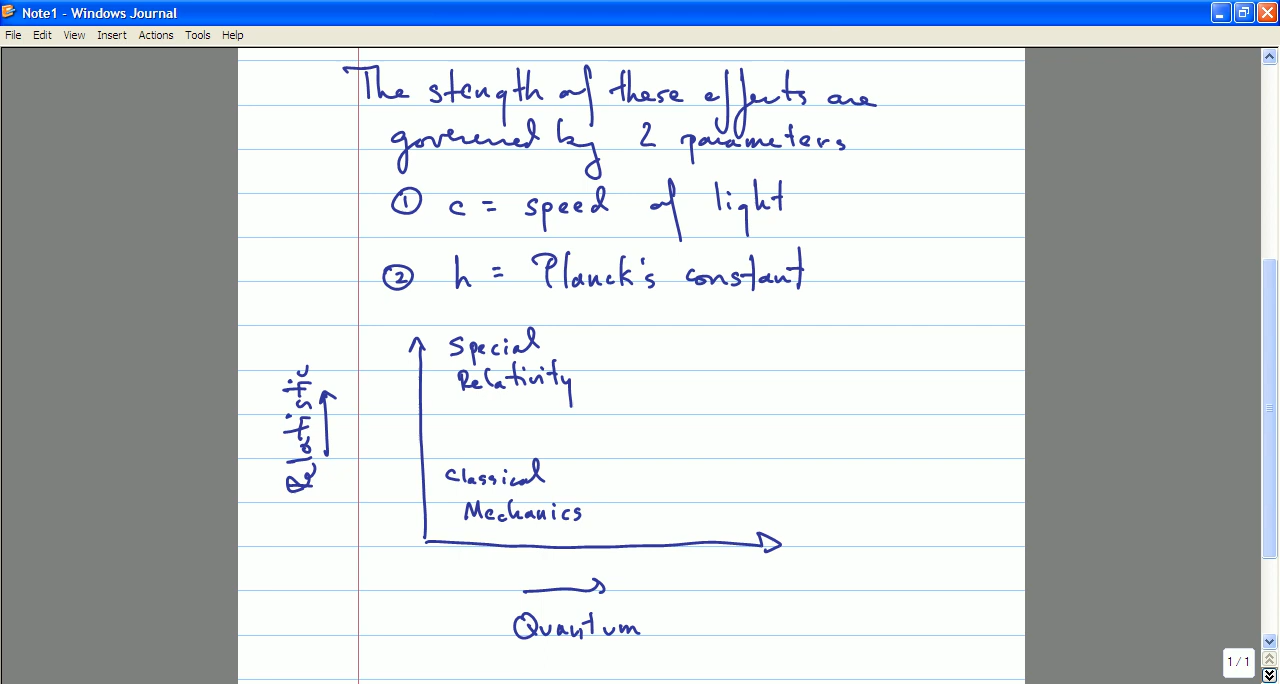 Note1 - Windows Journal
File Edit View Insert Actions Tools Help
The stength of these effects are
governed by 2 parameters
① c = speed of light
② h = Planck's constant
Special
Relativity
Relativistic
Classical
Mechanics
Quantum
1 / 1